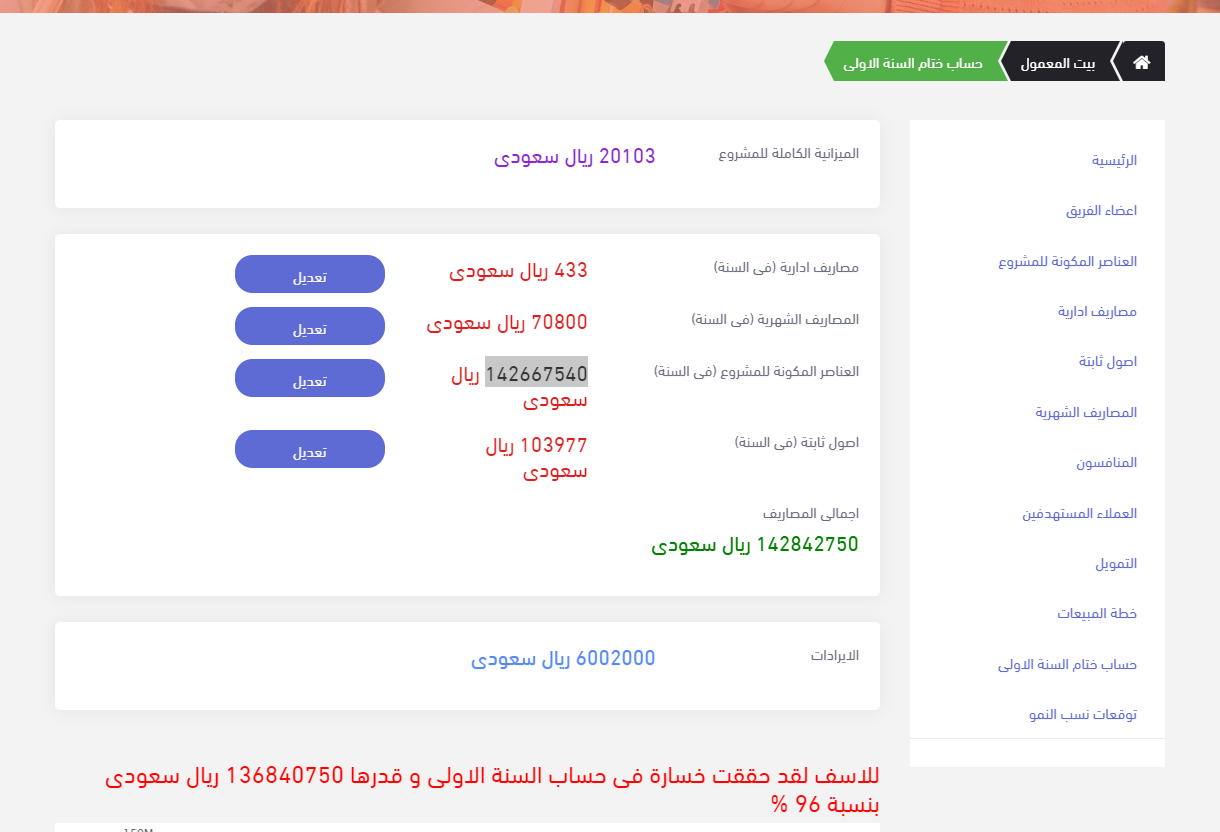 بيت المعمول
حساب ختام السنة الاولى
الرئيسية
اعضاء الفريق
العناصر المكونة للمشروع
مصاريف ادارية
اصول ثابتة
المصاريف الشهرية
المنافسون
العملاء المستهدفين
التمويل
خطة المبيعات
حساب ختام السنة الاولى
توقعات نسب النمو
الميزانية الكاملة للمشروع
20103 ريال سعودى
مصاريف ادارية (فى السنة)
433 ريال سعودى
تعديل
المصاريف الشهرية (فى السنة)
70800 ريال سعودى
تعديل
العناصر المكونة للمشروع (فى السنة)
142667540 ريال
سعودى
تعديل
اصول ثابتة (فى السنة)
103977 ريال
سعودى
تعديل
اجمالى المصاريف
142842750 ريال سعودى
الايرادات
6002000 ريال سعودى
للاسف لقد حققت خسارة فى حساب السنة الاولى و قدرها 136840750 ريال سعودى
بنسبة 96 %
150M